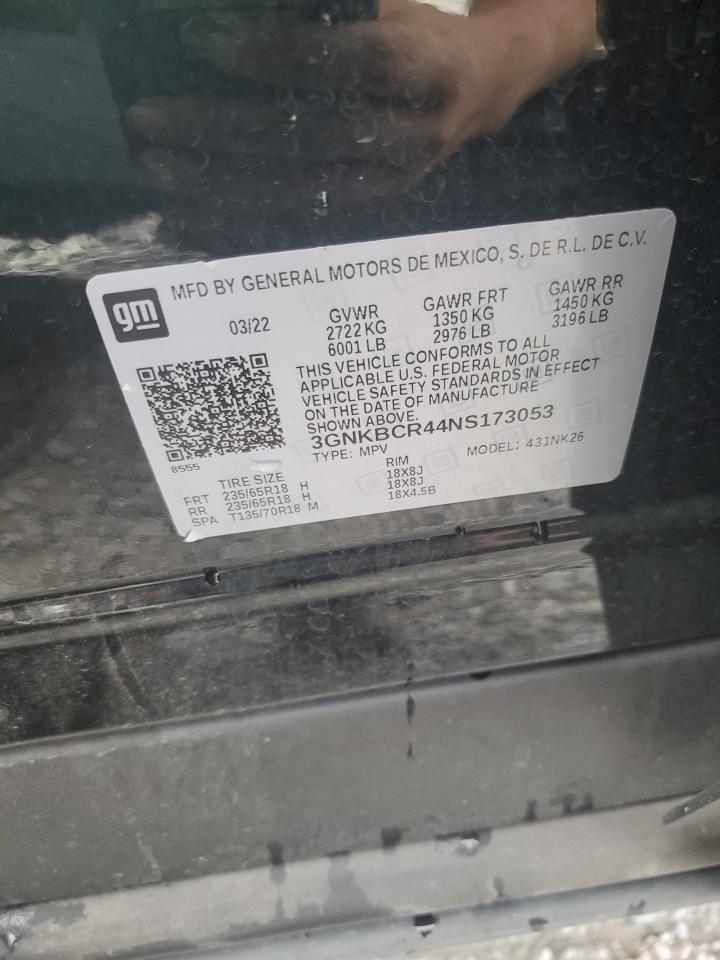 gm
MFD BY GENERAL MOTORS DE MEXICO, S. DE R.L. DE C.V.
03/22 GVWR GAWR FRT GAWR RR
2722 KG 1350 KG 1450 KG
6001 LB 2976 LB 3196 LB
THIS VEHICLE CONFORMS TO ALL
APPLICABLE U.S. FEDERAL MOTOR
VEHICLE SAFETY STANDARDS IN EFFECT
ON THE DATE OF MANUFACTURE
SHOWN ABOVE.
3GNKBCR44NS173053
TYPE: MPV MODEL: 431NK26
8555
TIRE SIZE RIM
FRT 235/65R18 H 18X8J
RR 235/65R18 H 18X8J
SPA T135/70R18 M 18X4.5B